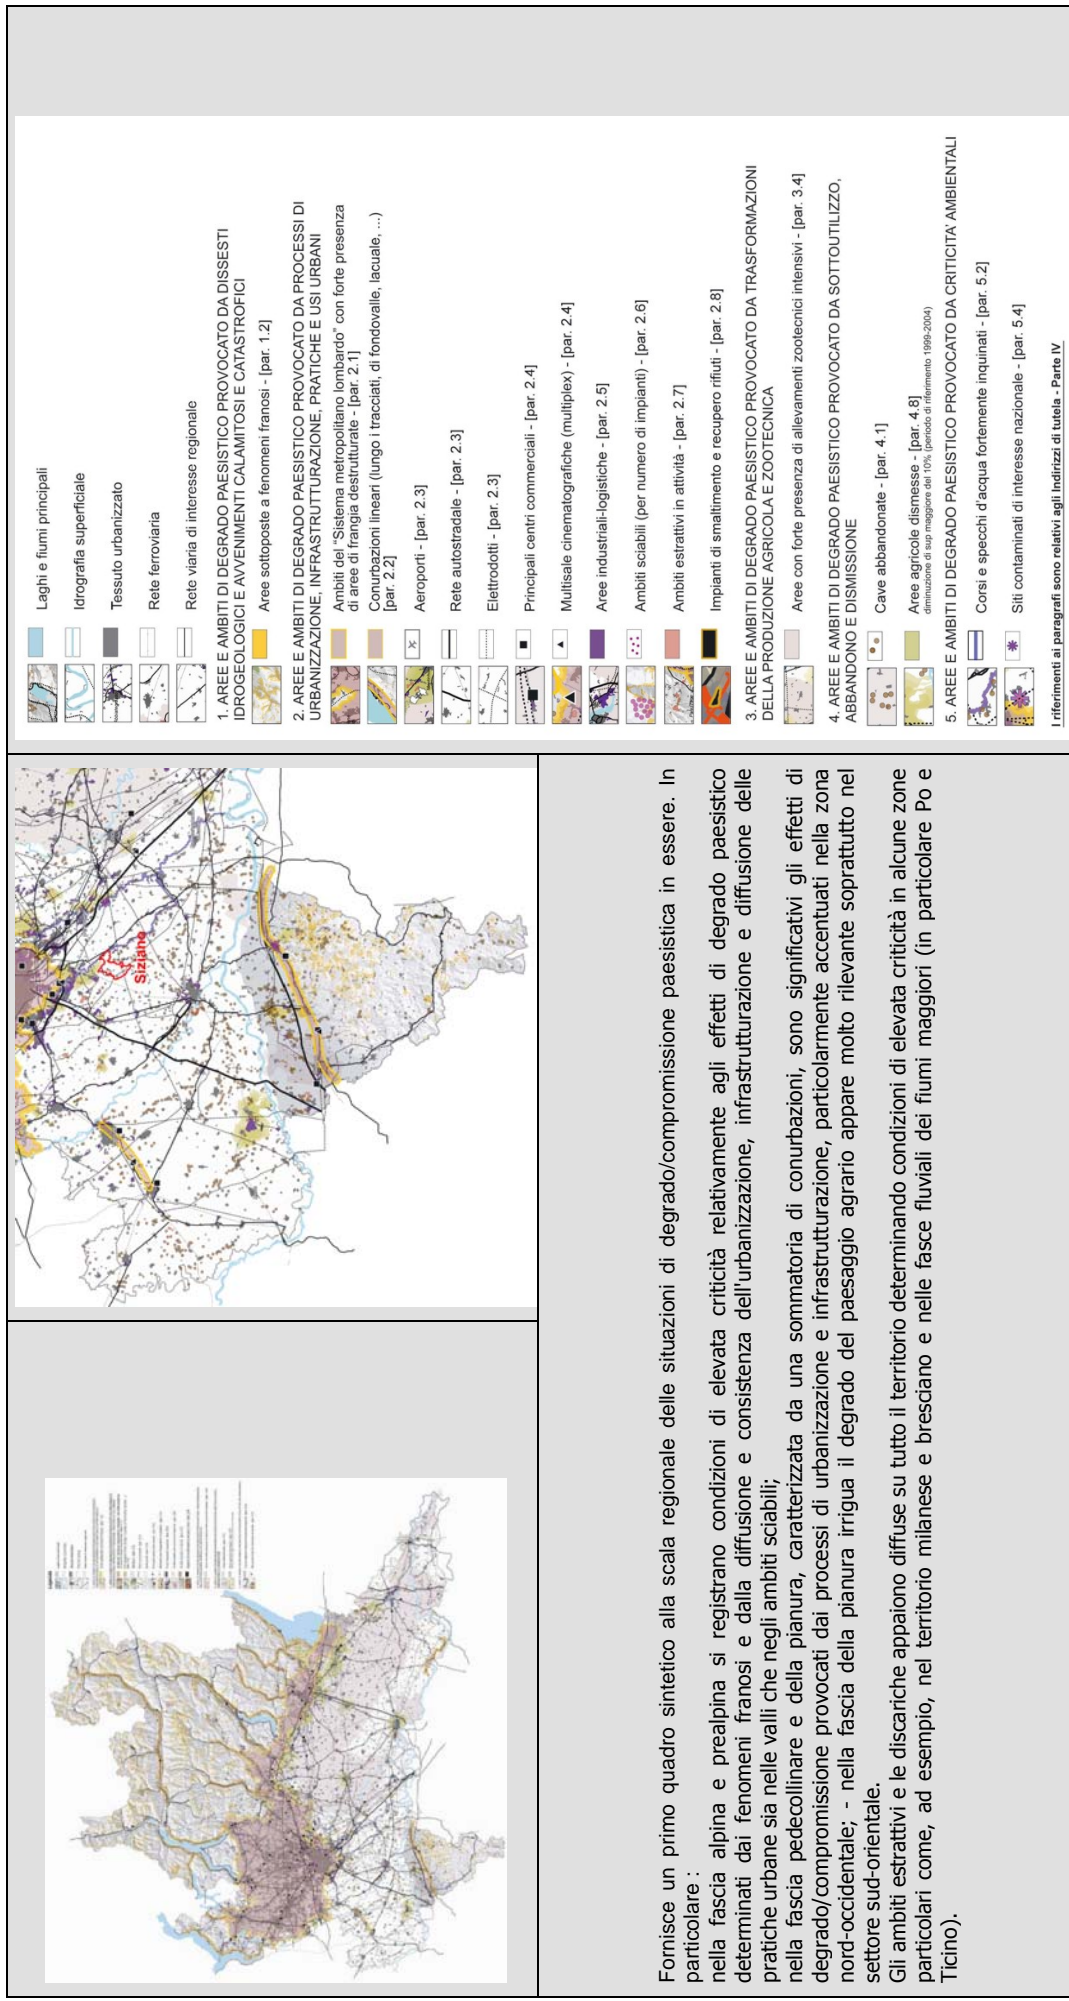 Siziano
Laghi e fiumi principali
Idrografia superficiale
Tessuto urbanizzato
Rete ferroviaria
Rete viaria di interesse regionale
1. AREE E AMBITI DI DEGRADO PAESISTICO PROVOCATO DA DISSESTI
IDROGEOLOGICI E AVVENIMENTI CALAMITOSI E CATASTROFICI
Aree sottoposte a fenomeni franosi - [par. 1.2]
2. AREE E AMBITI DI DEGRADO PAESISTICO PROVOCATO DA PROCESSI DI
URBANIZZAZIONE, INFRASTRUTTURAZIONE, PRATICHE E USI URBANI
Ambiti del "Sistema metropolitano lombardo" con forte presenza
di aree di frangia destrutturate - [par. 2.1]
Conurbazioni lineari (lungo i tracciati, di fondovalle, lacuale, ...)
[par. 2.2]
Aeroporti - [par. 2.3]
Rete autostradale - [par. 2.3]
Elettrodotti - [par. 2.3]
Principali centri commerciali - [par. 2.4]
Multisale cinematografiche (multiplex) - [par. 2.4]
Aree industriali-logistiche - [par. 2.5]
Ambiti sciabili (per numero di impianti) - [par. 2.6]
Ambiti estrattivi in attività - [par. 2.7]
Impianti di smaltimento e recupero rifiuti - [par. 2.8]
3. AREE E AMBITI DI DEGRADO PAESISTICO PROVOCATO DA TRASFORMAZIONI
DELLA PRODUZIONE AGRICOLA E ZOOTECNICA
Aree con forte presenza di allevamenti zootecnici intensivi - [par. 3.4]
4. AREE E AMBITI DI DEGRADO PAESISTICO PROVOCATO DA SOTTOUTILIZZO,
ABBANDONO E DISMISSIONE
Cave abbandonate - [par. 4.1]
Aree agricole dismesse - [par. 4.8]
diminuzione di sup maggiore del 10% (periodo di riferimento 1999-2004)
5. AREE E AMBITI DI DEGRADO PAESISTICO PROVOCATO DA CRITICITA' AMBIENTALI
Corsi e specchi d'acqua fortemente inquinati - [par. 5.2]
Siti contaminati di interesse nazionale - [par. 5.4]
I riferimenti ai paragrafi sono relativi agli Indirizzi di tutela - Parte IV
Fornisce un primo quadro sintetico alla scala regionale delle situazioni di degrado/compromissione paesistica in essere. In
particolare :
nella fascia alpina e prealpina si registrano condizioni di elevata criticità relativamente agli effetti di degrado paesistico
determinati dai fenomeni franosi e dalla diffusione e consistenza dell'urbanizzazione, infrastrutturazione e diffusione delle
pratiche urbane sia nelle valli che negli ambiti sciabili;
nella fascia pedecollinare e della pianura, caratterizzata da una sommatoria di conurbazioni, sono significativi gli effetti di
degrado/compromissione provocati dai processi di urbanizzazione e infrastrutturazione, particolarmente accentuati nella zona
nord-occidentale; - nella fascia della pianura irrigua il degrado del paesaggio agrario appare molto rilevante soprattutto nel
settore sud-orientale.
Gli ambiti estrattivi e le discariche appaiono diffuse su tutto il territorio determinando condizioni di elevata criticità in alcune zone
particolari come, ad esempio, nel territorio milanese e bresciano e nelle fasce fluviali dei fiumi maggiori (in particolare Po e
Ticino).